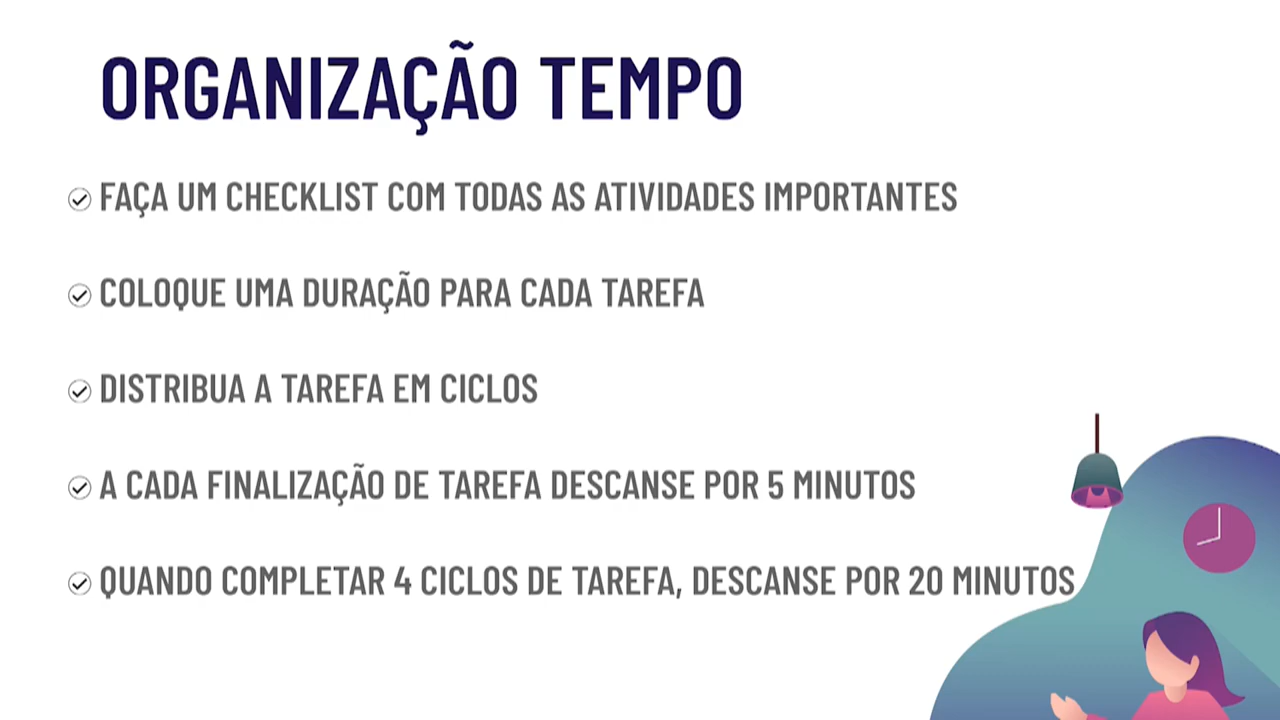 ORGANIZAÇÃO TEMPO
FAÇA UM CHECKLIST COM TODAS AS ATIVIDADES IMPORTANTES
COLOQUE UMA DURAÇÃO PARA CADA TAREFA
DISTRIBUA A TAREFA EM CICLOS
A CADA FINALIZAÇÃO DE TAREFA DESCANSE POR 5 MINUTOS
QUANDO COMPLETAR 4 CICLOS DE TAREFA, DESCANSE POR 20 MINUTOS